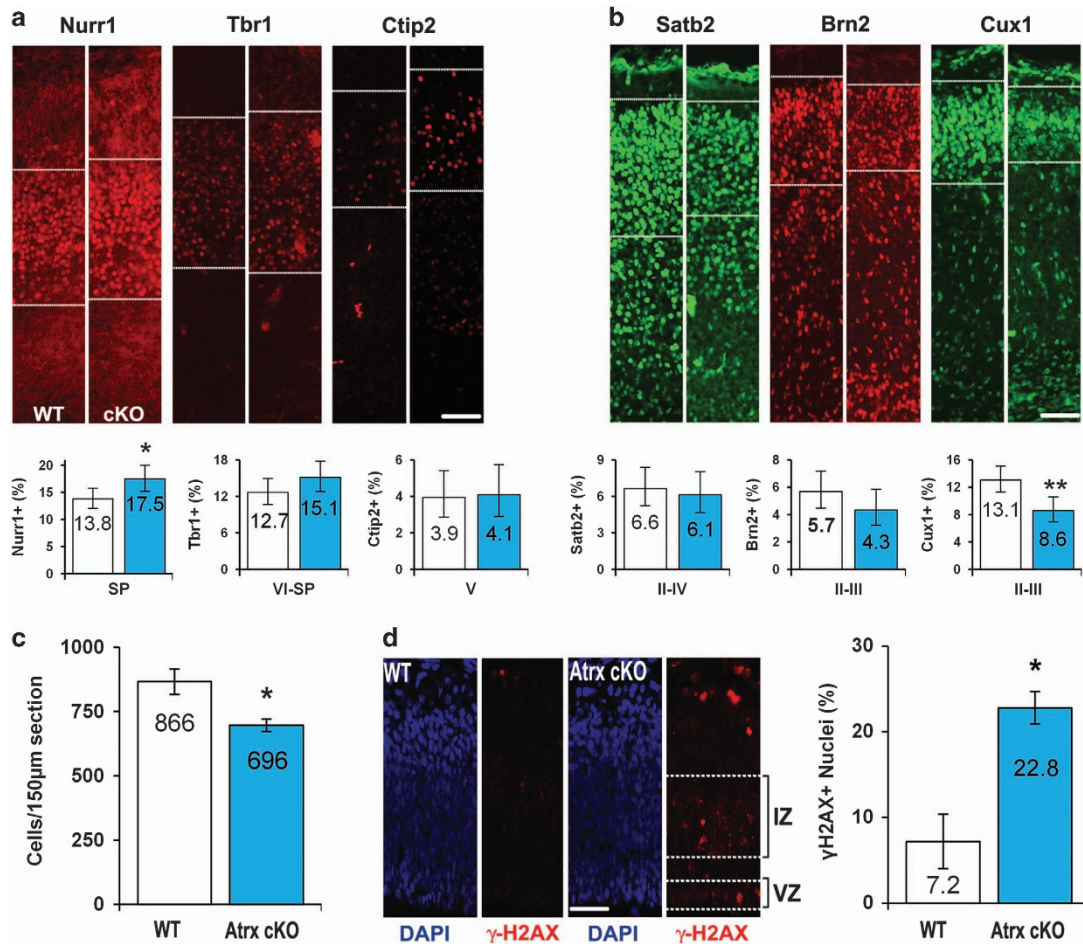 a
Nurr1 Tbr1 Ctip2
WT cKO
Nurr1+ (%)
20
15
10
5
0
13.8
*
17.5
SP
Tbr1+ (%)
18
12
6
0
12.7
15.1
VI-SP
Ctip2+ (%)
6
4
2
0
3.9
4.1
V
b
Satb2 Brn2 Cux1
Satb2+ (%)
9
6
3
0
6.6
6.1
II-IV
Brn2+ (%)
8
6
4
2
0
5.7
4.3
II-III
Cux1+ (%)
16
12
8
4
0
13.1
**
8.6
II-III
c
Cells/150μm section
1000
750
500
250
0
866
*
696
WT Atrx cKO
d
WT Atrx cKO
IZ
VZ
DAPI γ-H2AX DAPI γ-H2AX
γH2AX+ Nuclei (%)
30
20
10
0
7.2
*
22.8
WT Atrx cKO